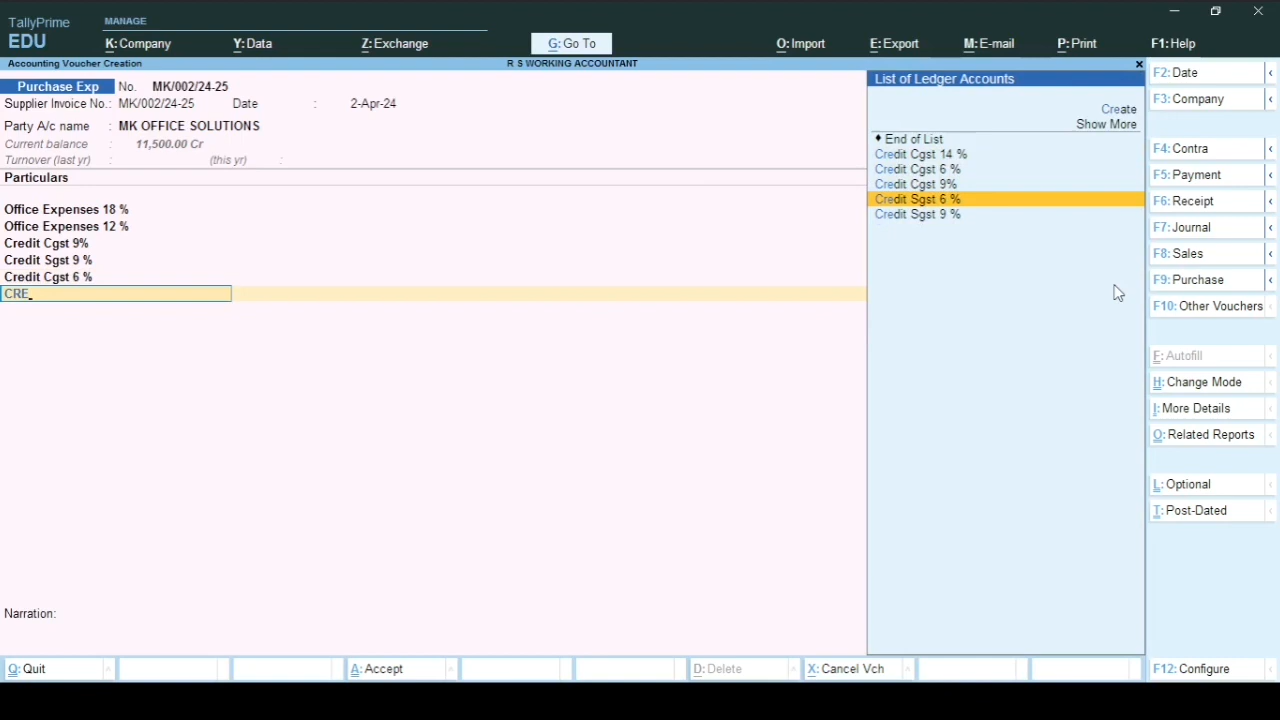 TallyPrime
EDU
MANAGE
K: Company
Y: Data
Z: Exchange
G: Go To
O: Import
E: Export
M: E-mail
P: Print
F1: Help
Accounting Voucher Creation
R S WORKING ACCOUNTANT
Purchase Exp No. MK/002/24-25
Supplier Invoice No.: MK/002/24-25 Date : 2-Apr-24
Party A/c name : MK OFFICE SOLUTIONS
Current balance : 11,500.00 Cr
Turnover (last yr) : (this yr) :
Particulars
Office Expenses 18 %
Office Expenses 12 %
Credit Cgst 9%
Credit Sgst 9 %
Credit Cgst 6 %
CRE
Narration:
List of Ledger Accounts
Create
Show More
♦ End of List
Credit Cgst 14 %
Credit Cgst 6 %
Credit Cgst 9%
Credit Sgst 6 %
Credit Sgst 9 %
F2: Date
F3: Company
F4: Contra
F5: Payment
F6: Receipt
F7: Journal
F8: Sales
F9: Purchase
F10: Other Vouchers
F: Autofill
H: Change Mode
I: More Details
O: Related Reports
L: Optional
T: Post-Dated
Q: Quit
A: Accept
D: Delete
X: Cancel Vch
F12: Configure